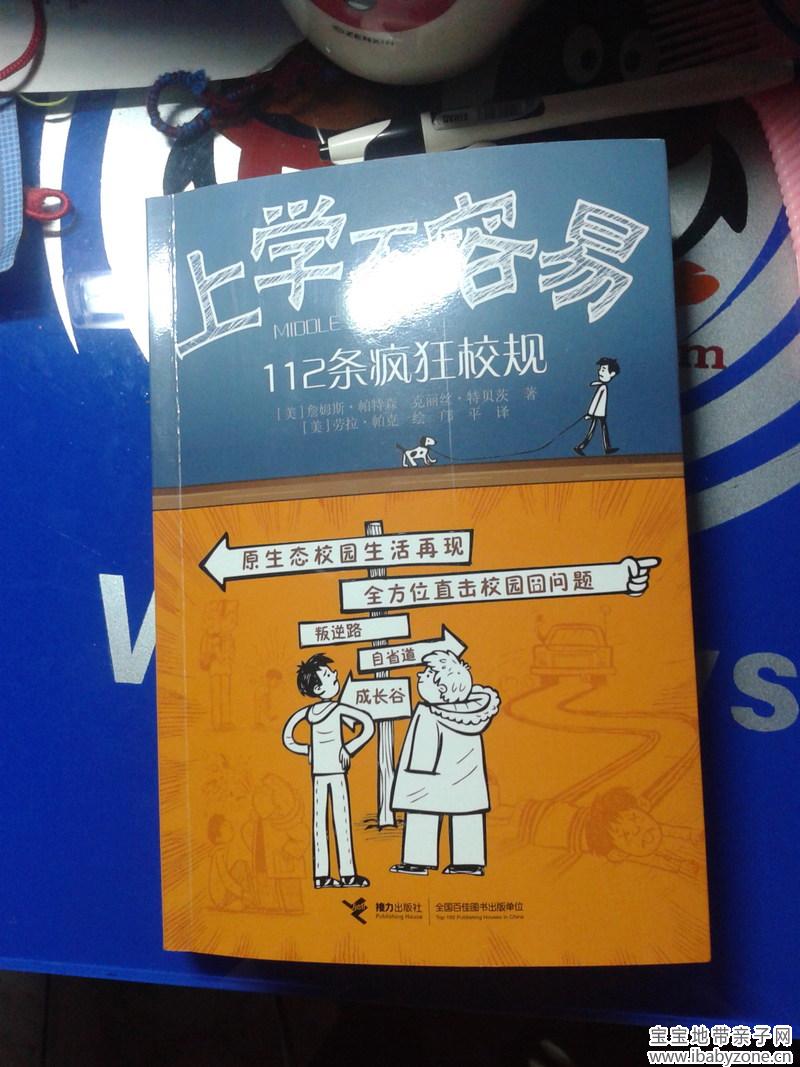 ZENXIN
上学不容易
MIDDLE
112条疯狂校规
[美]詹姆斯·帕特森 克丽丝·特贝茨 著
[美]劳拉·帕克 绘 邝 平 译
原生态校园生活再现
全方位直击校园囧问题
叛逆路
自省道
成长谷
接力出版社
Publishing House
全国百佳图书出版单位
Top 100 Publishing Houses in China
宝宝地带亲子网
www.ibabyzone.cn